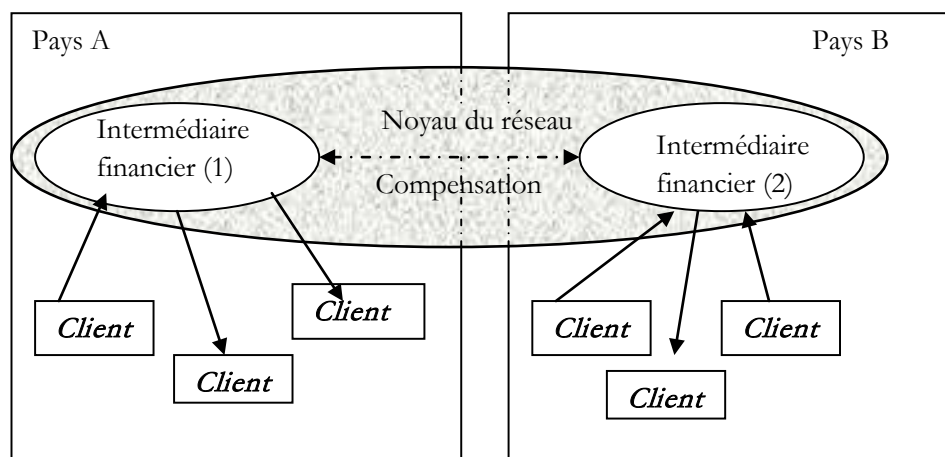 Pays A
Pays B
Intermédiaire
financier (1)
Noyau du réseau
Compensation
Intermédiaire
financier (2)
Client
Client
Client
Client
Client
Client